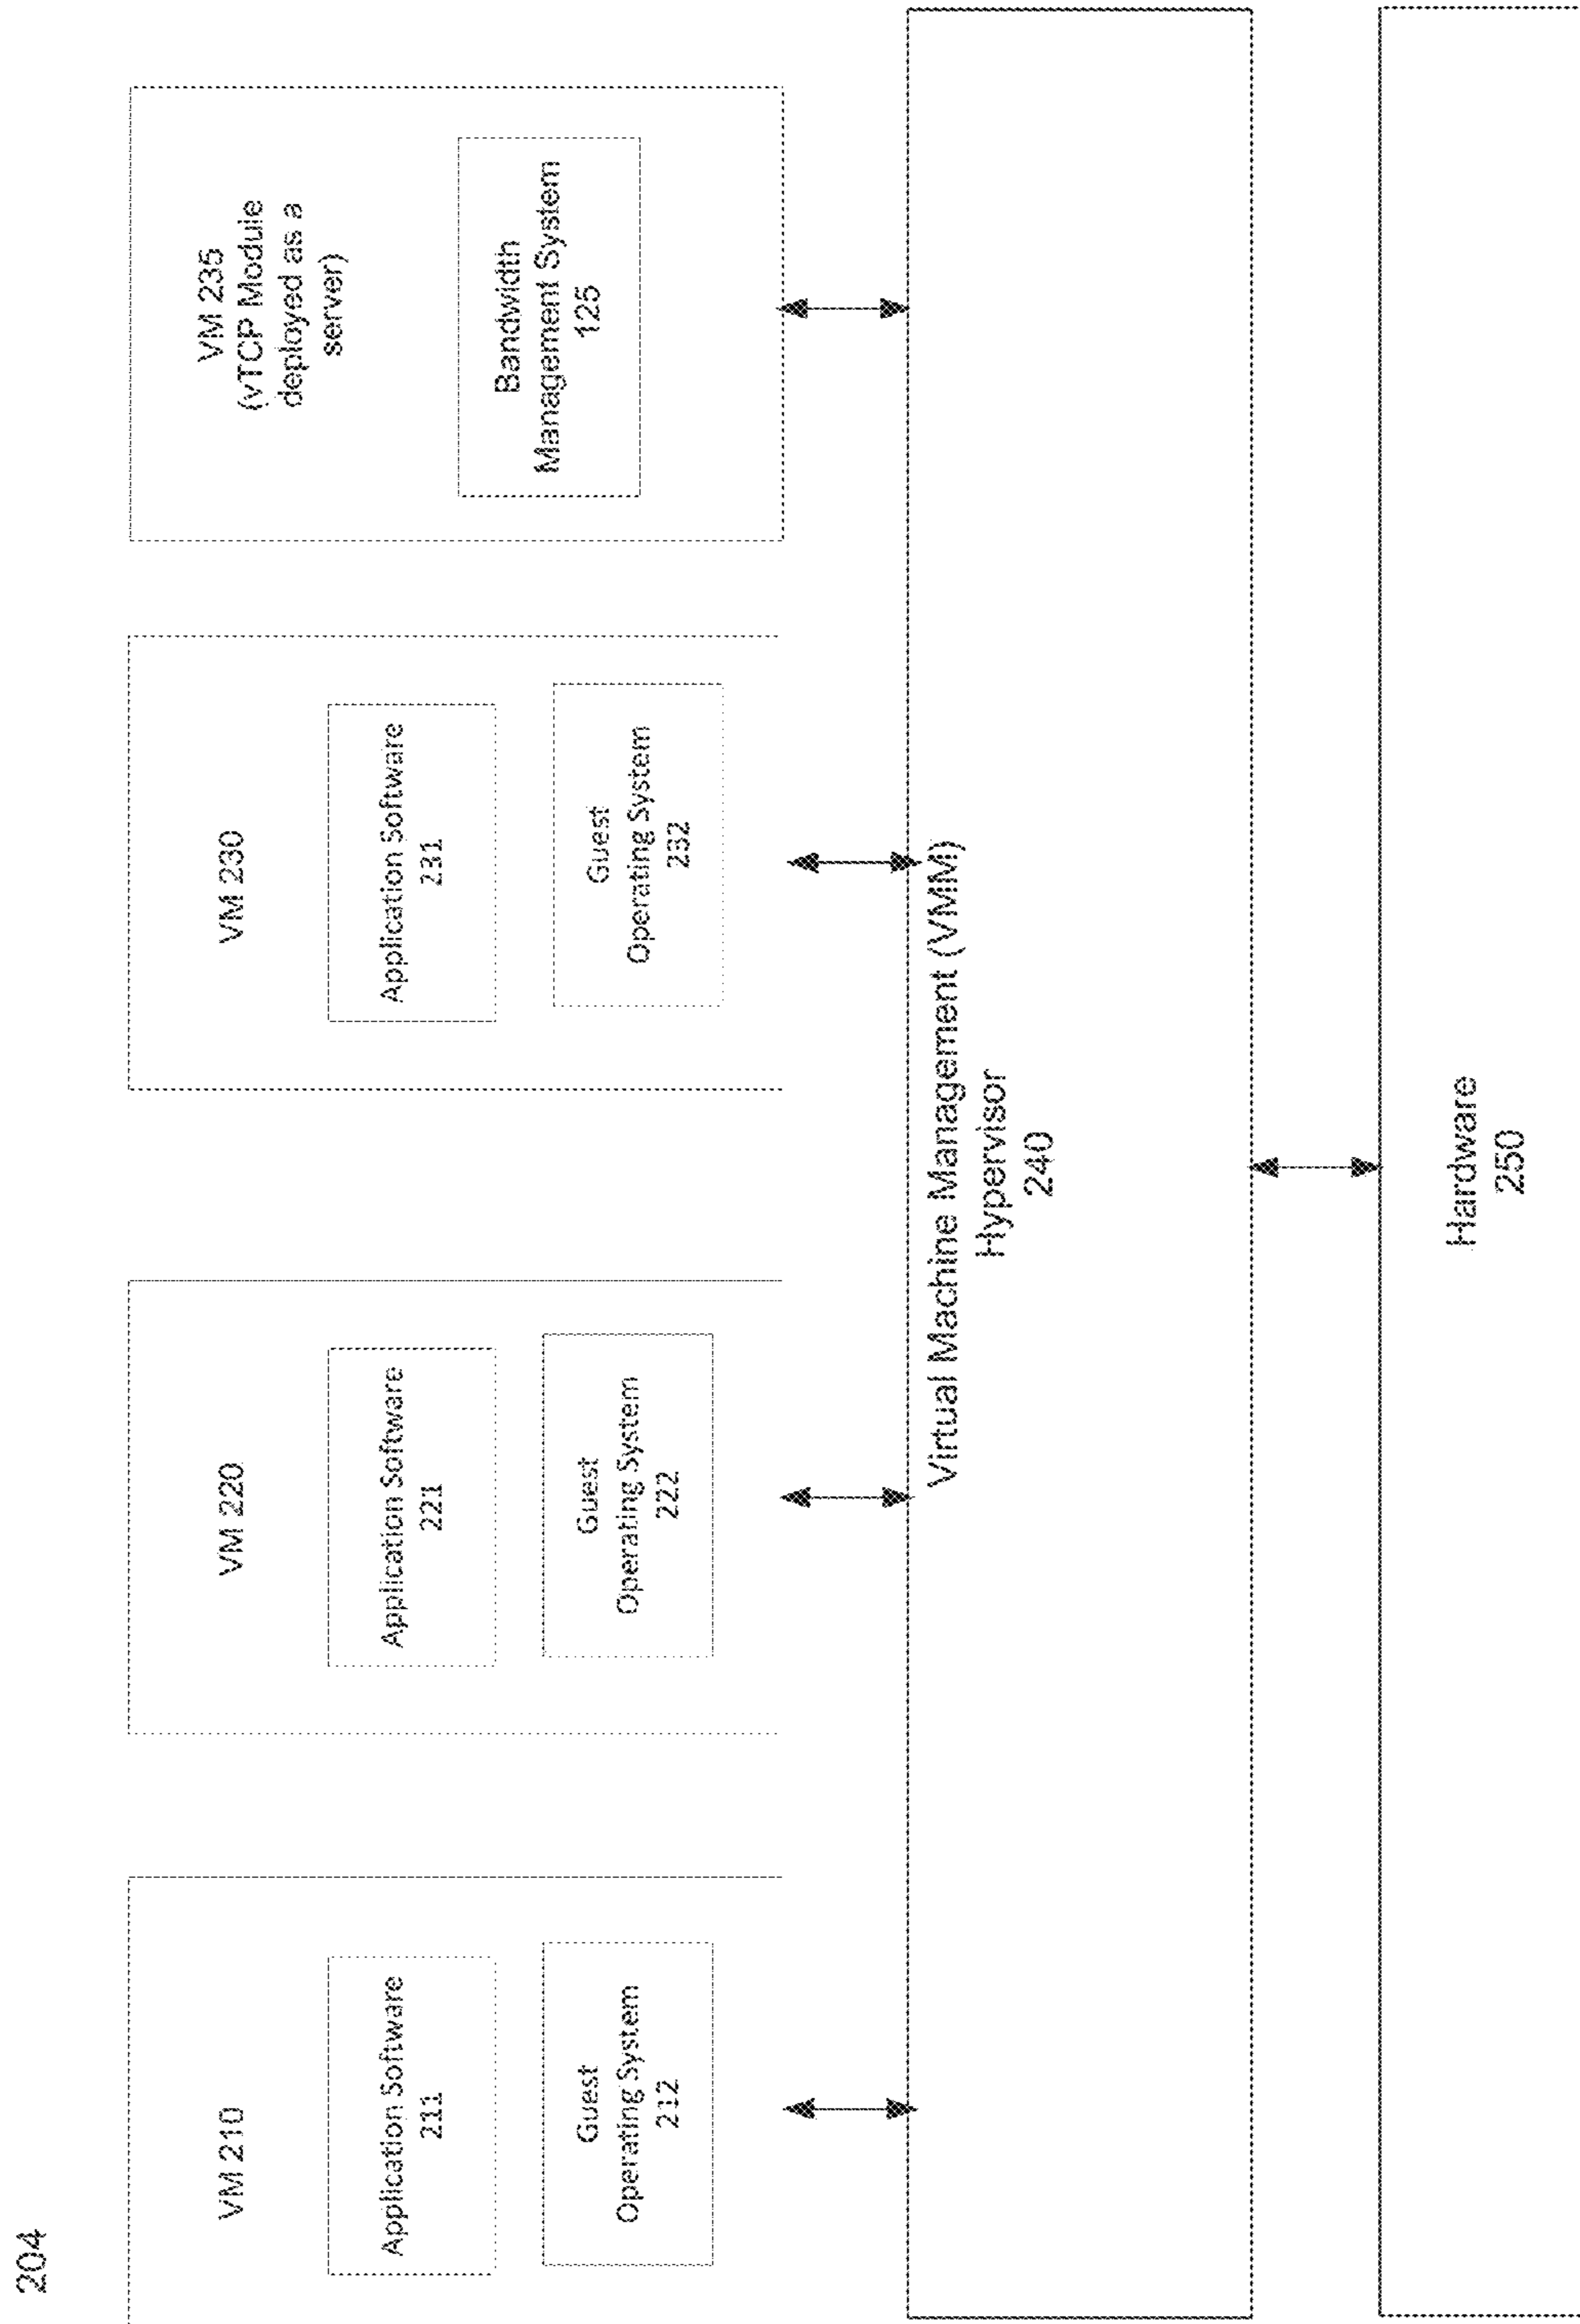 204
VM 210
Application Software
211
Guest
Operating System
212
VM 220
Application Software
221
Guest
Operating System
222
VM 230
Application Software
231
Guest
Operating System
232
VM 235
(vTCP Module
deployed as a
server)
Bandwidth
Management System
125
Virtual Machine Management (VMM)
Hypervisor
240
Hardware
250